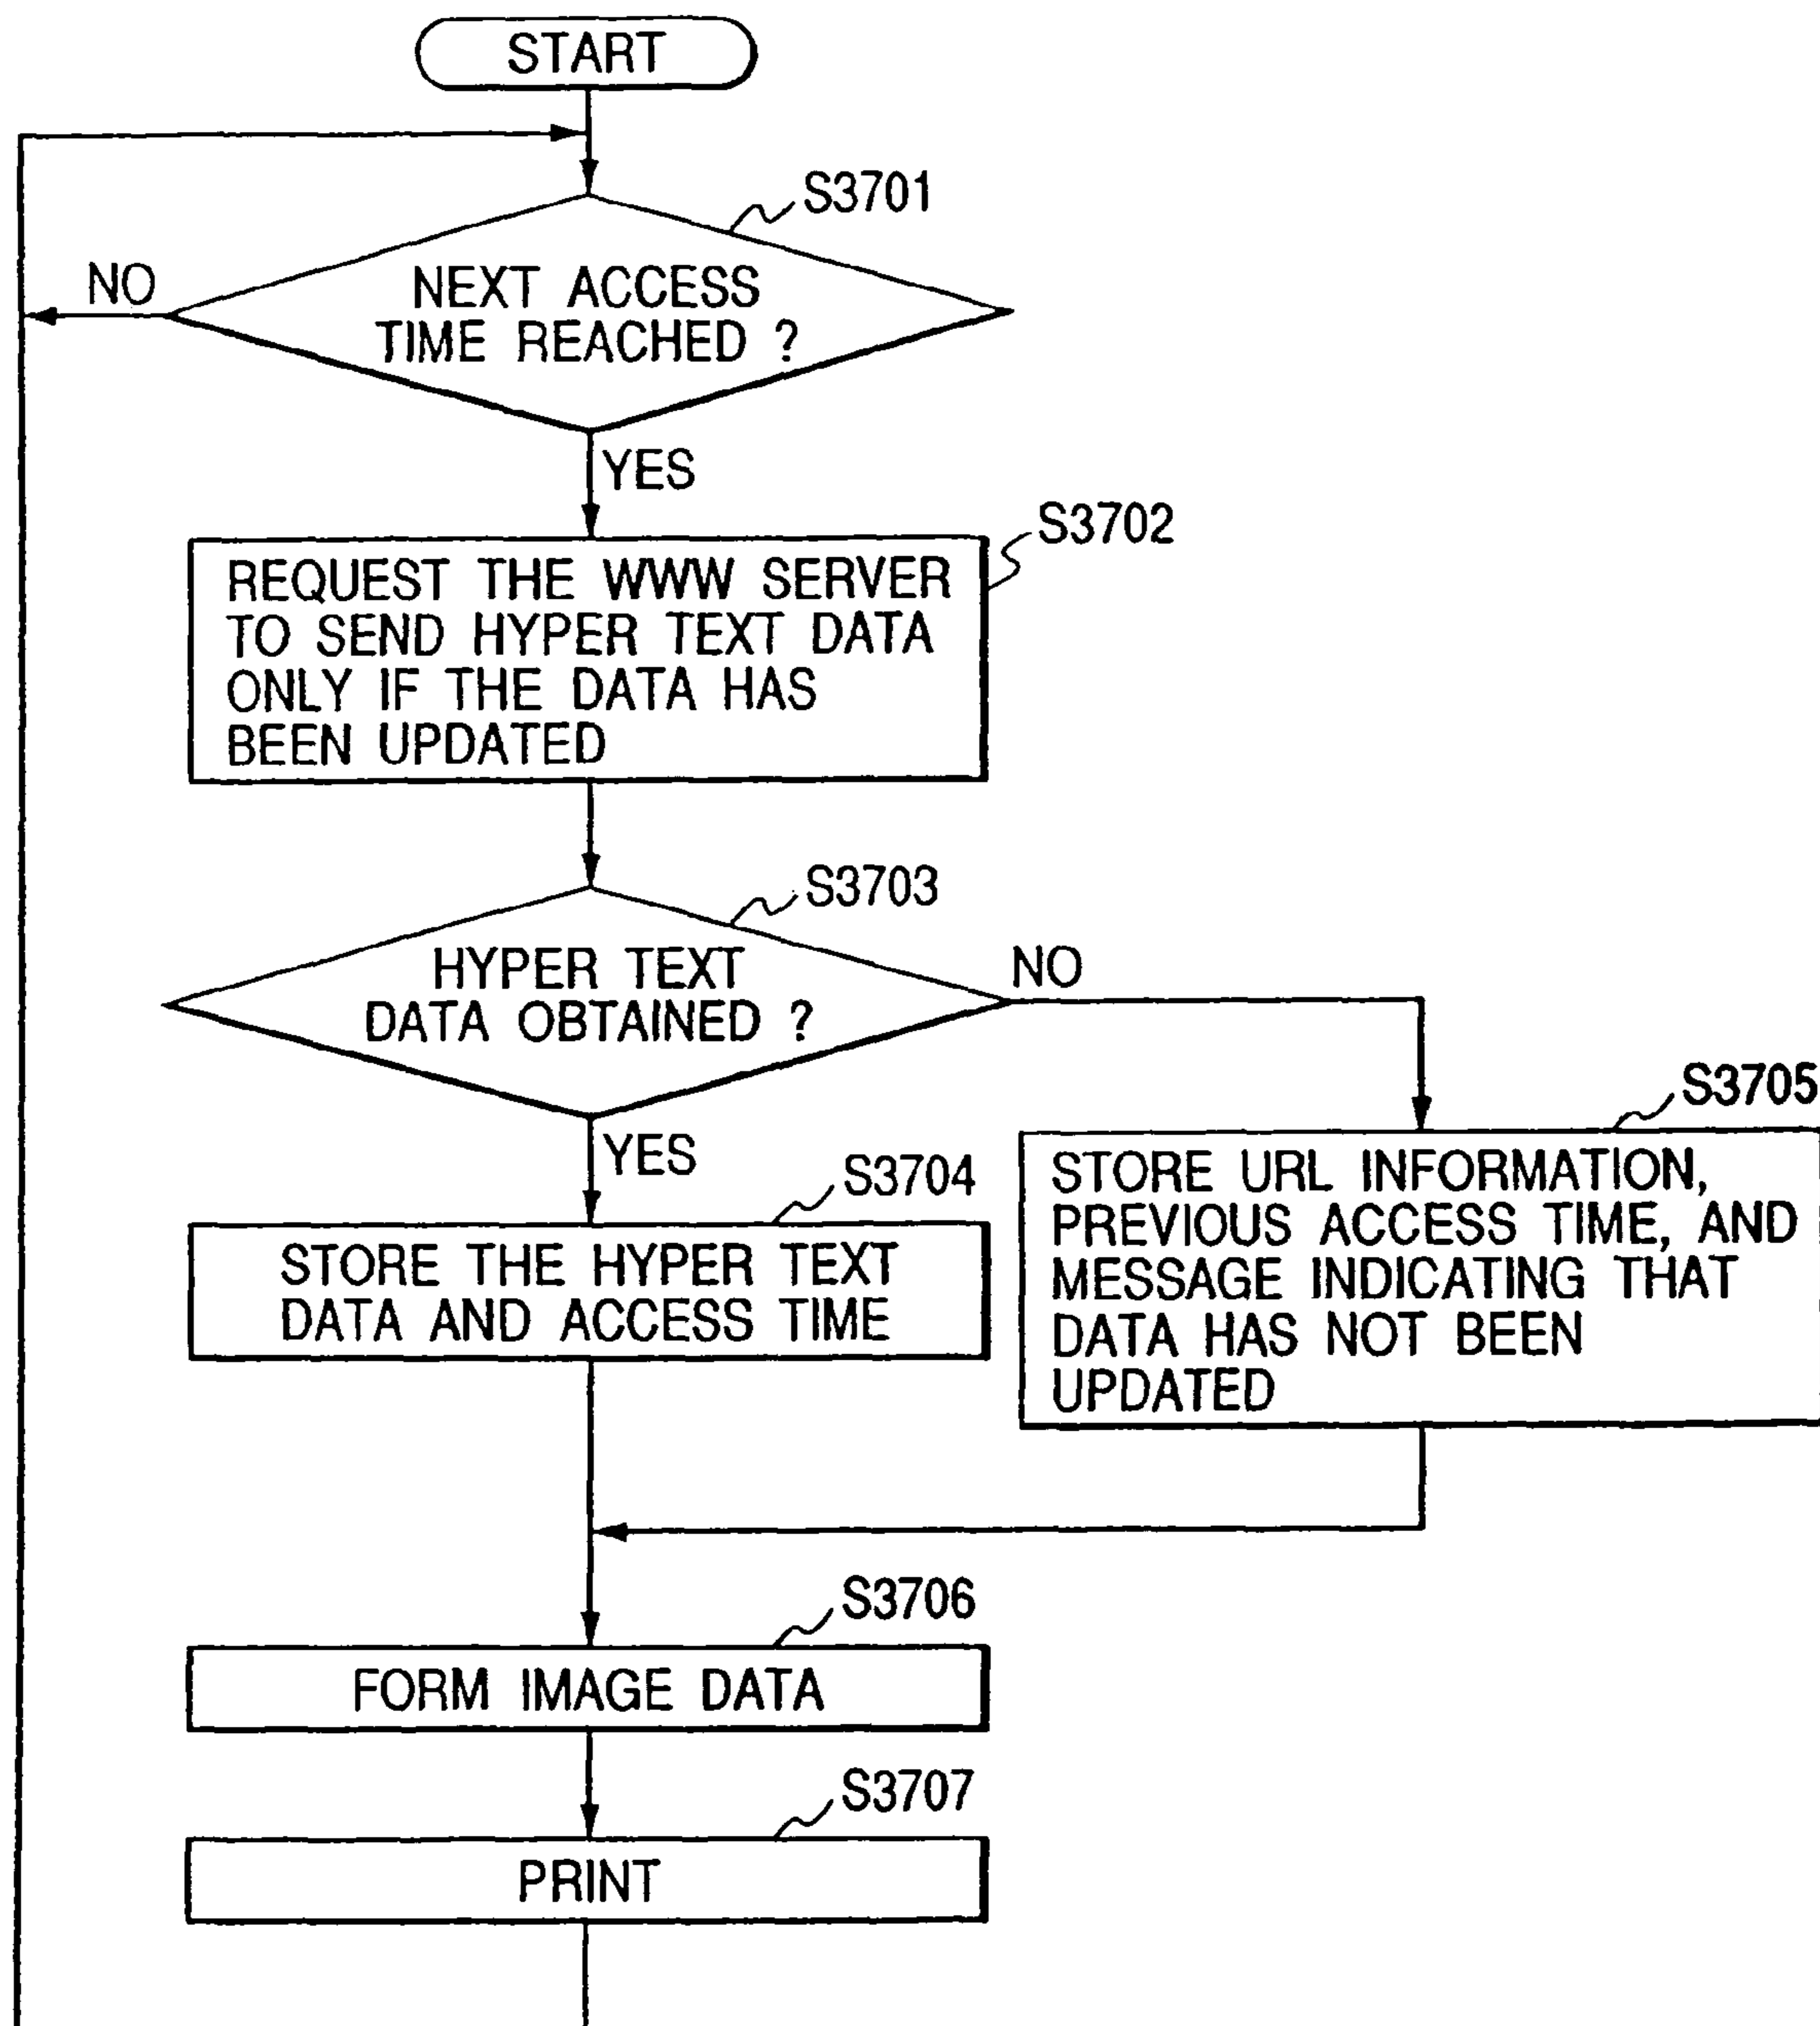 START
S3701
NO
NEXT ACCESS
TIME REACHED ?
YES
S3702
REQUEST THE WWW SERVER
TO SEND HYPER TEXT DATA
ONLY IF THE DATA HAS
BEEN UPDATED
S3703
HYPER TEXT
DATA OBTAINED ?
NO
YES
S3704
STORE THE HYPER TEXT
DATA AND ACCESS TIME
S3705
STORE URL INFORMATION,
PREVIOUS ACCESS TIME, AND
MESSAGE INDICATING THAT
DATA HAS NOT BEEN
UPDATED
S3706
FORM IMAGE DATA
S3707
PRINT